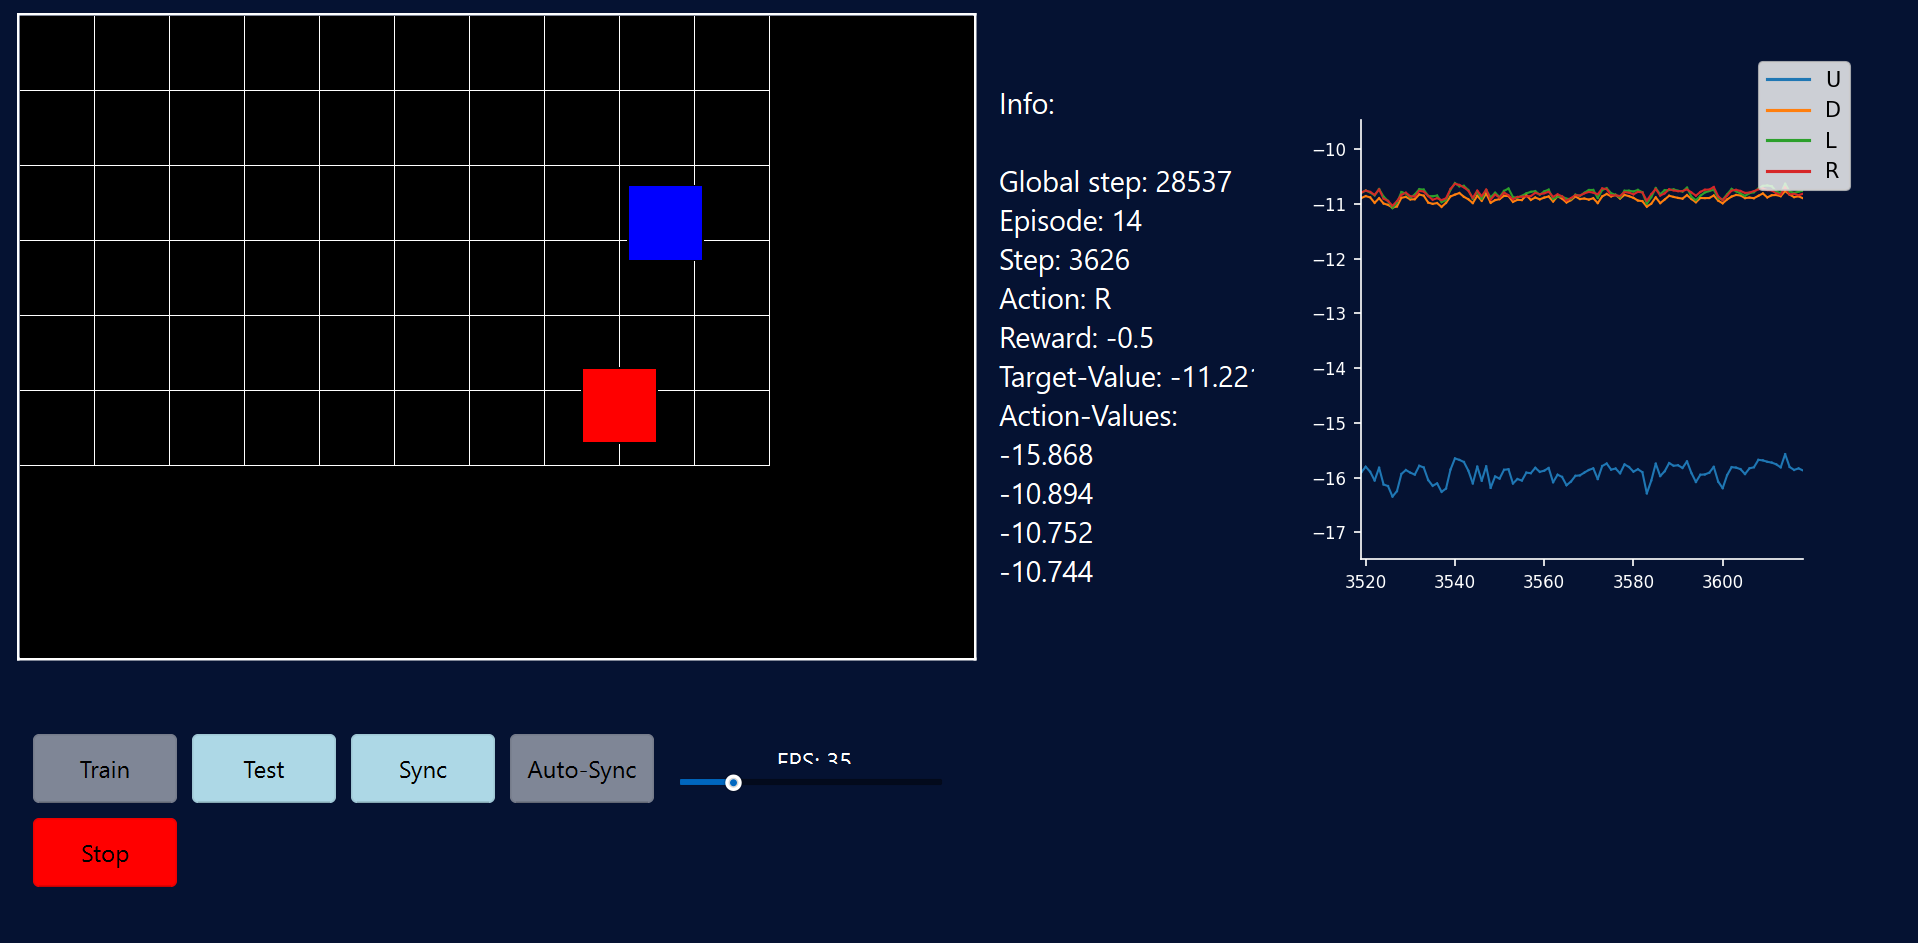 Info:
Global step: 28537
Episode: 14
Step: 3626
Action: R
Reward: -0.5
Target-Value: -11.221
Action-Values:
-15.868
-10.894
-10.752
-10.744
U
D
L
R
−10
−11
−12
−13
−14
−15
−16
−17
3520 3540 3560 3580 3600
Train Test Sync Auto-Sync
FPS: 35
Stop